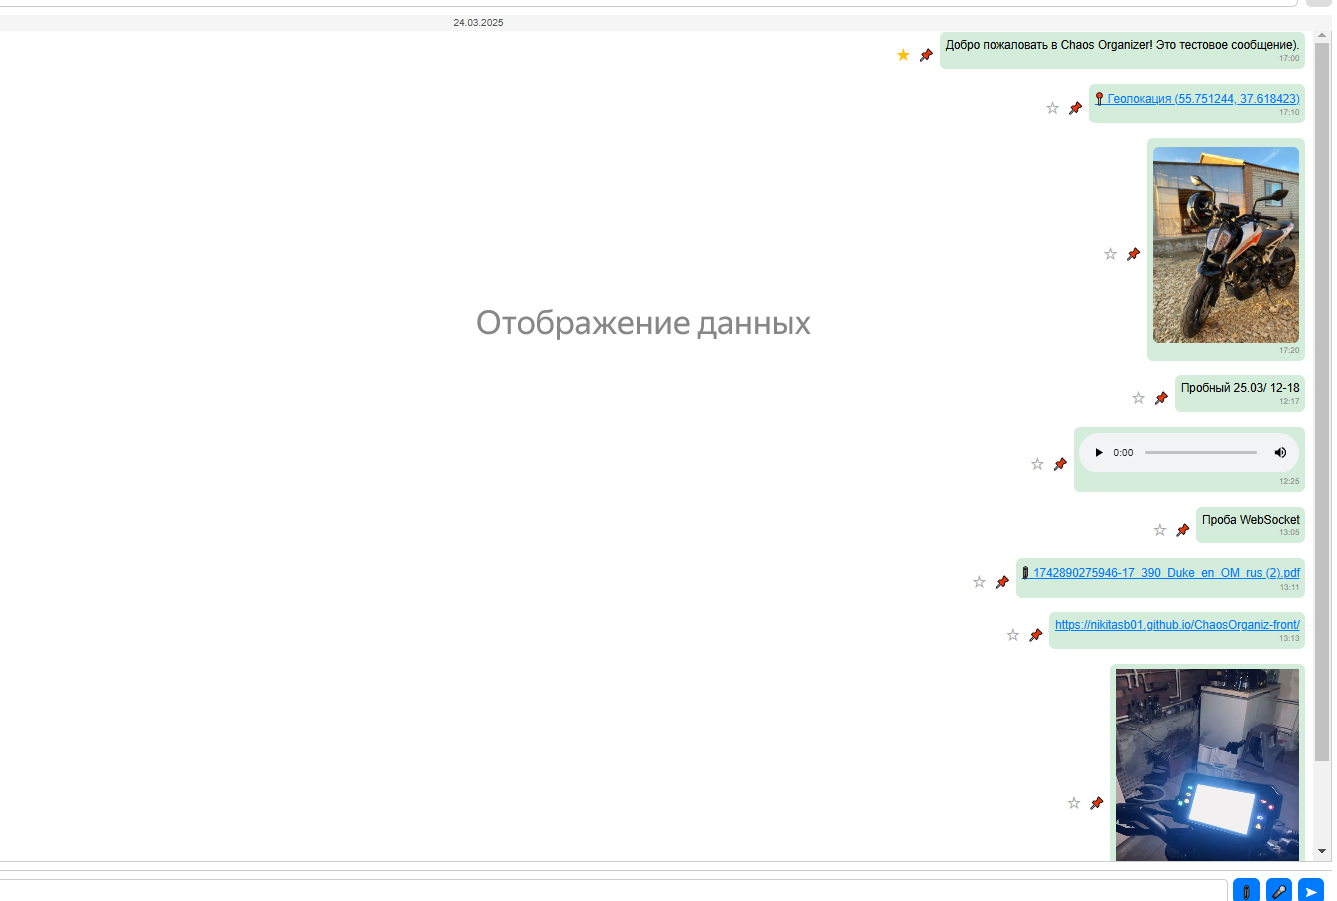 24.03.2025
Добро пожаловать в Chaos Organizer! Это тестовое сообщение).
17:00
Геолокация (55.751244, 37.618423)
17:10
Отображение данных
17:20
Пробный 25.03/ 12-18
12:17
0:00
12:25
Проба WebSocket
13:05
1742890275946-17_390_Duke_en_OM_rus (2).pdf
13:11
https://nikitasb01.github.io/ChaosOrganiz-front/
13:13